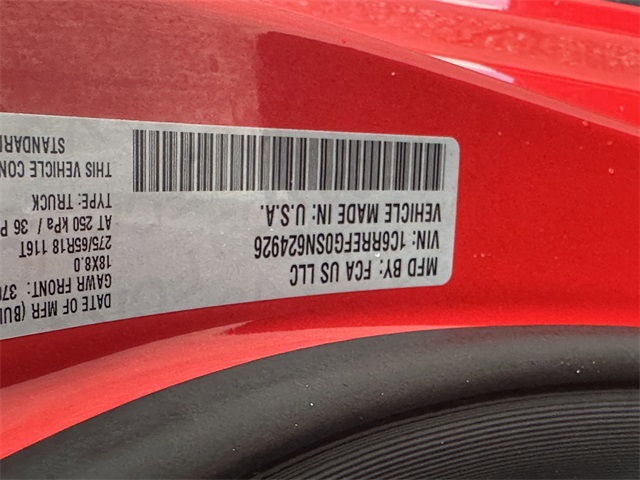 MFD BY: FCA US LLC
VIN: 1C6RREFG0SN624926
VEHICLE MADE IN: U.S.A.
DATE OF MFR
GAWR FRONT:
18X8.0
275/65R18 116T
AT 250 kPa / 36
TYPE: TRUCK
THIS VEHICLE